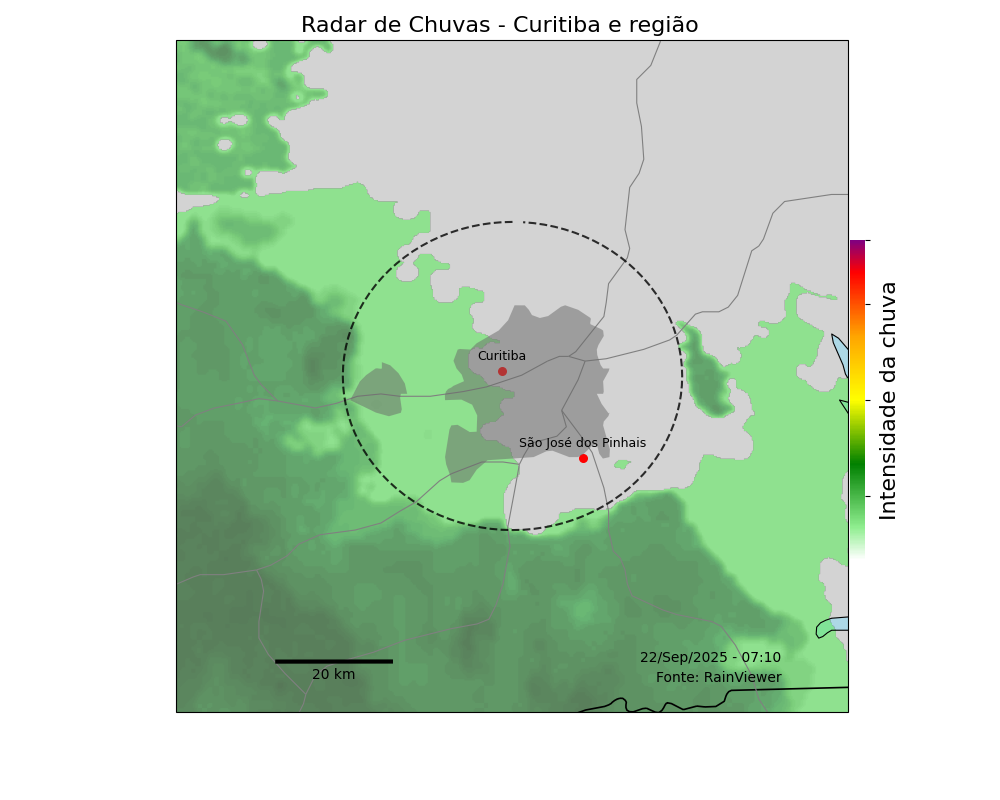 Radar de Chuvas - Curitiba e região
Curitiba
São José dos Pinhais
Intensidade da chuva
22/Sep/2025 - 07:10
Fonte: RainViewer
20 km